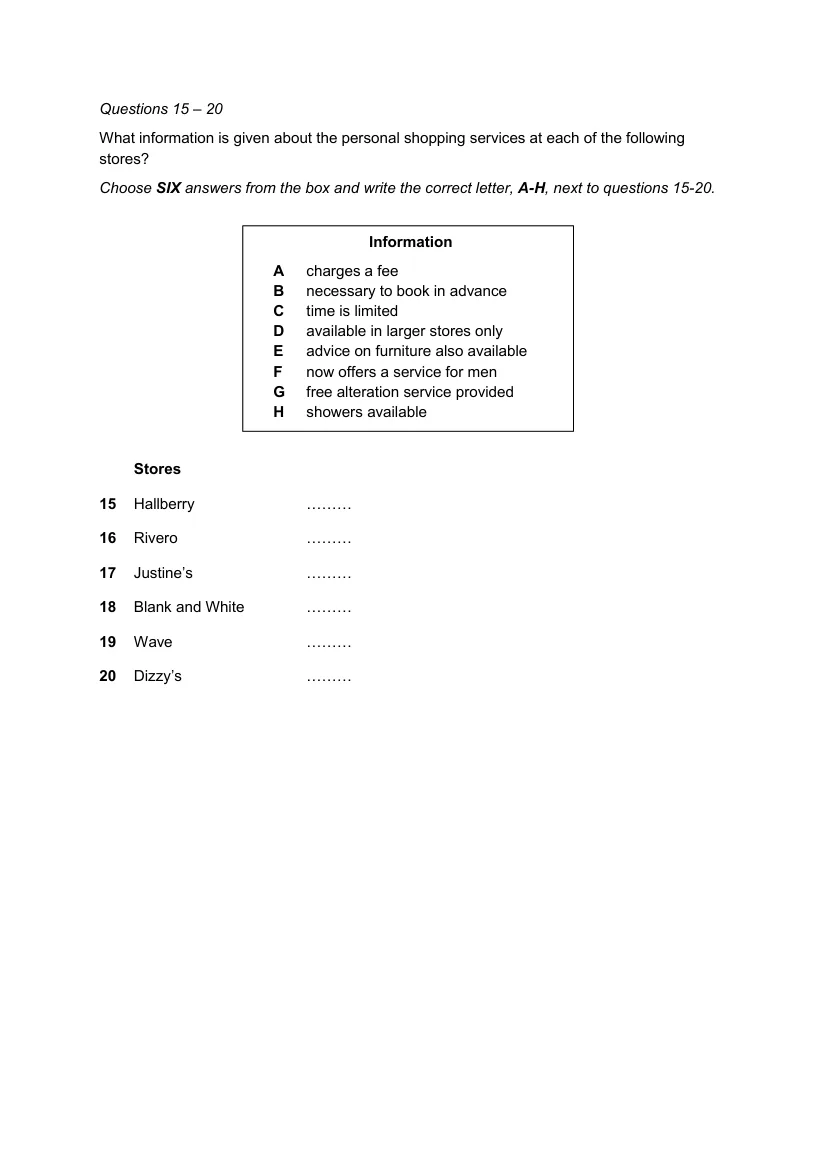 Questions 15 – 20
What information is given about the personal shopping services at each of the following
stores?
Choose SIX answers from the box and write the correct letter, A-H, next to questions 15-20.
Information
A charges a fee
B necessary to book in advance
C time is limited
D available in larger stores only
E advice on furniture also available
F now offers a service for men
G free alteration service provided
H showers available
Stores
15 Hallberry ………
16 Rivero ………
17 Justine’s ………
18 Blank and White ………
19 Wave ………
20 Dizzy’s ………